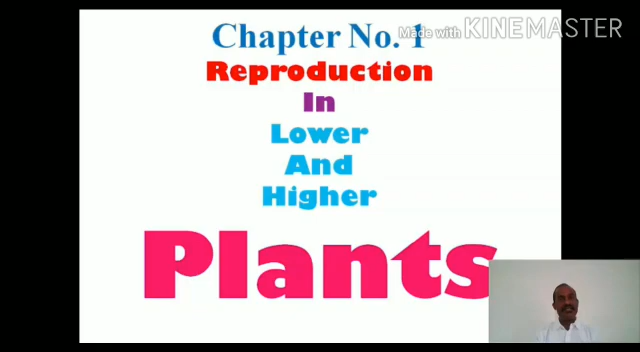 Chapter No. 1
Made with KINEMASTER
Reproduction
In
Lower
And
Higher
Plants